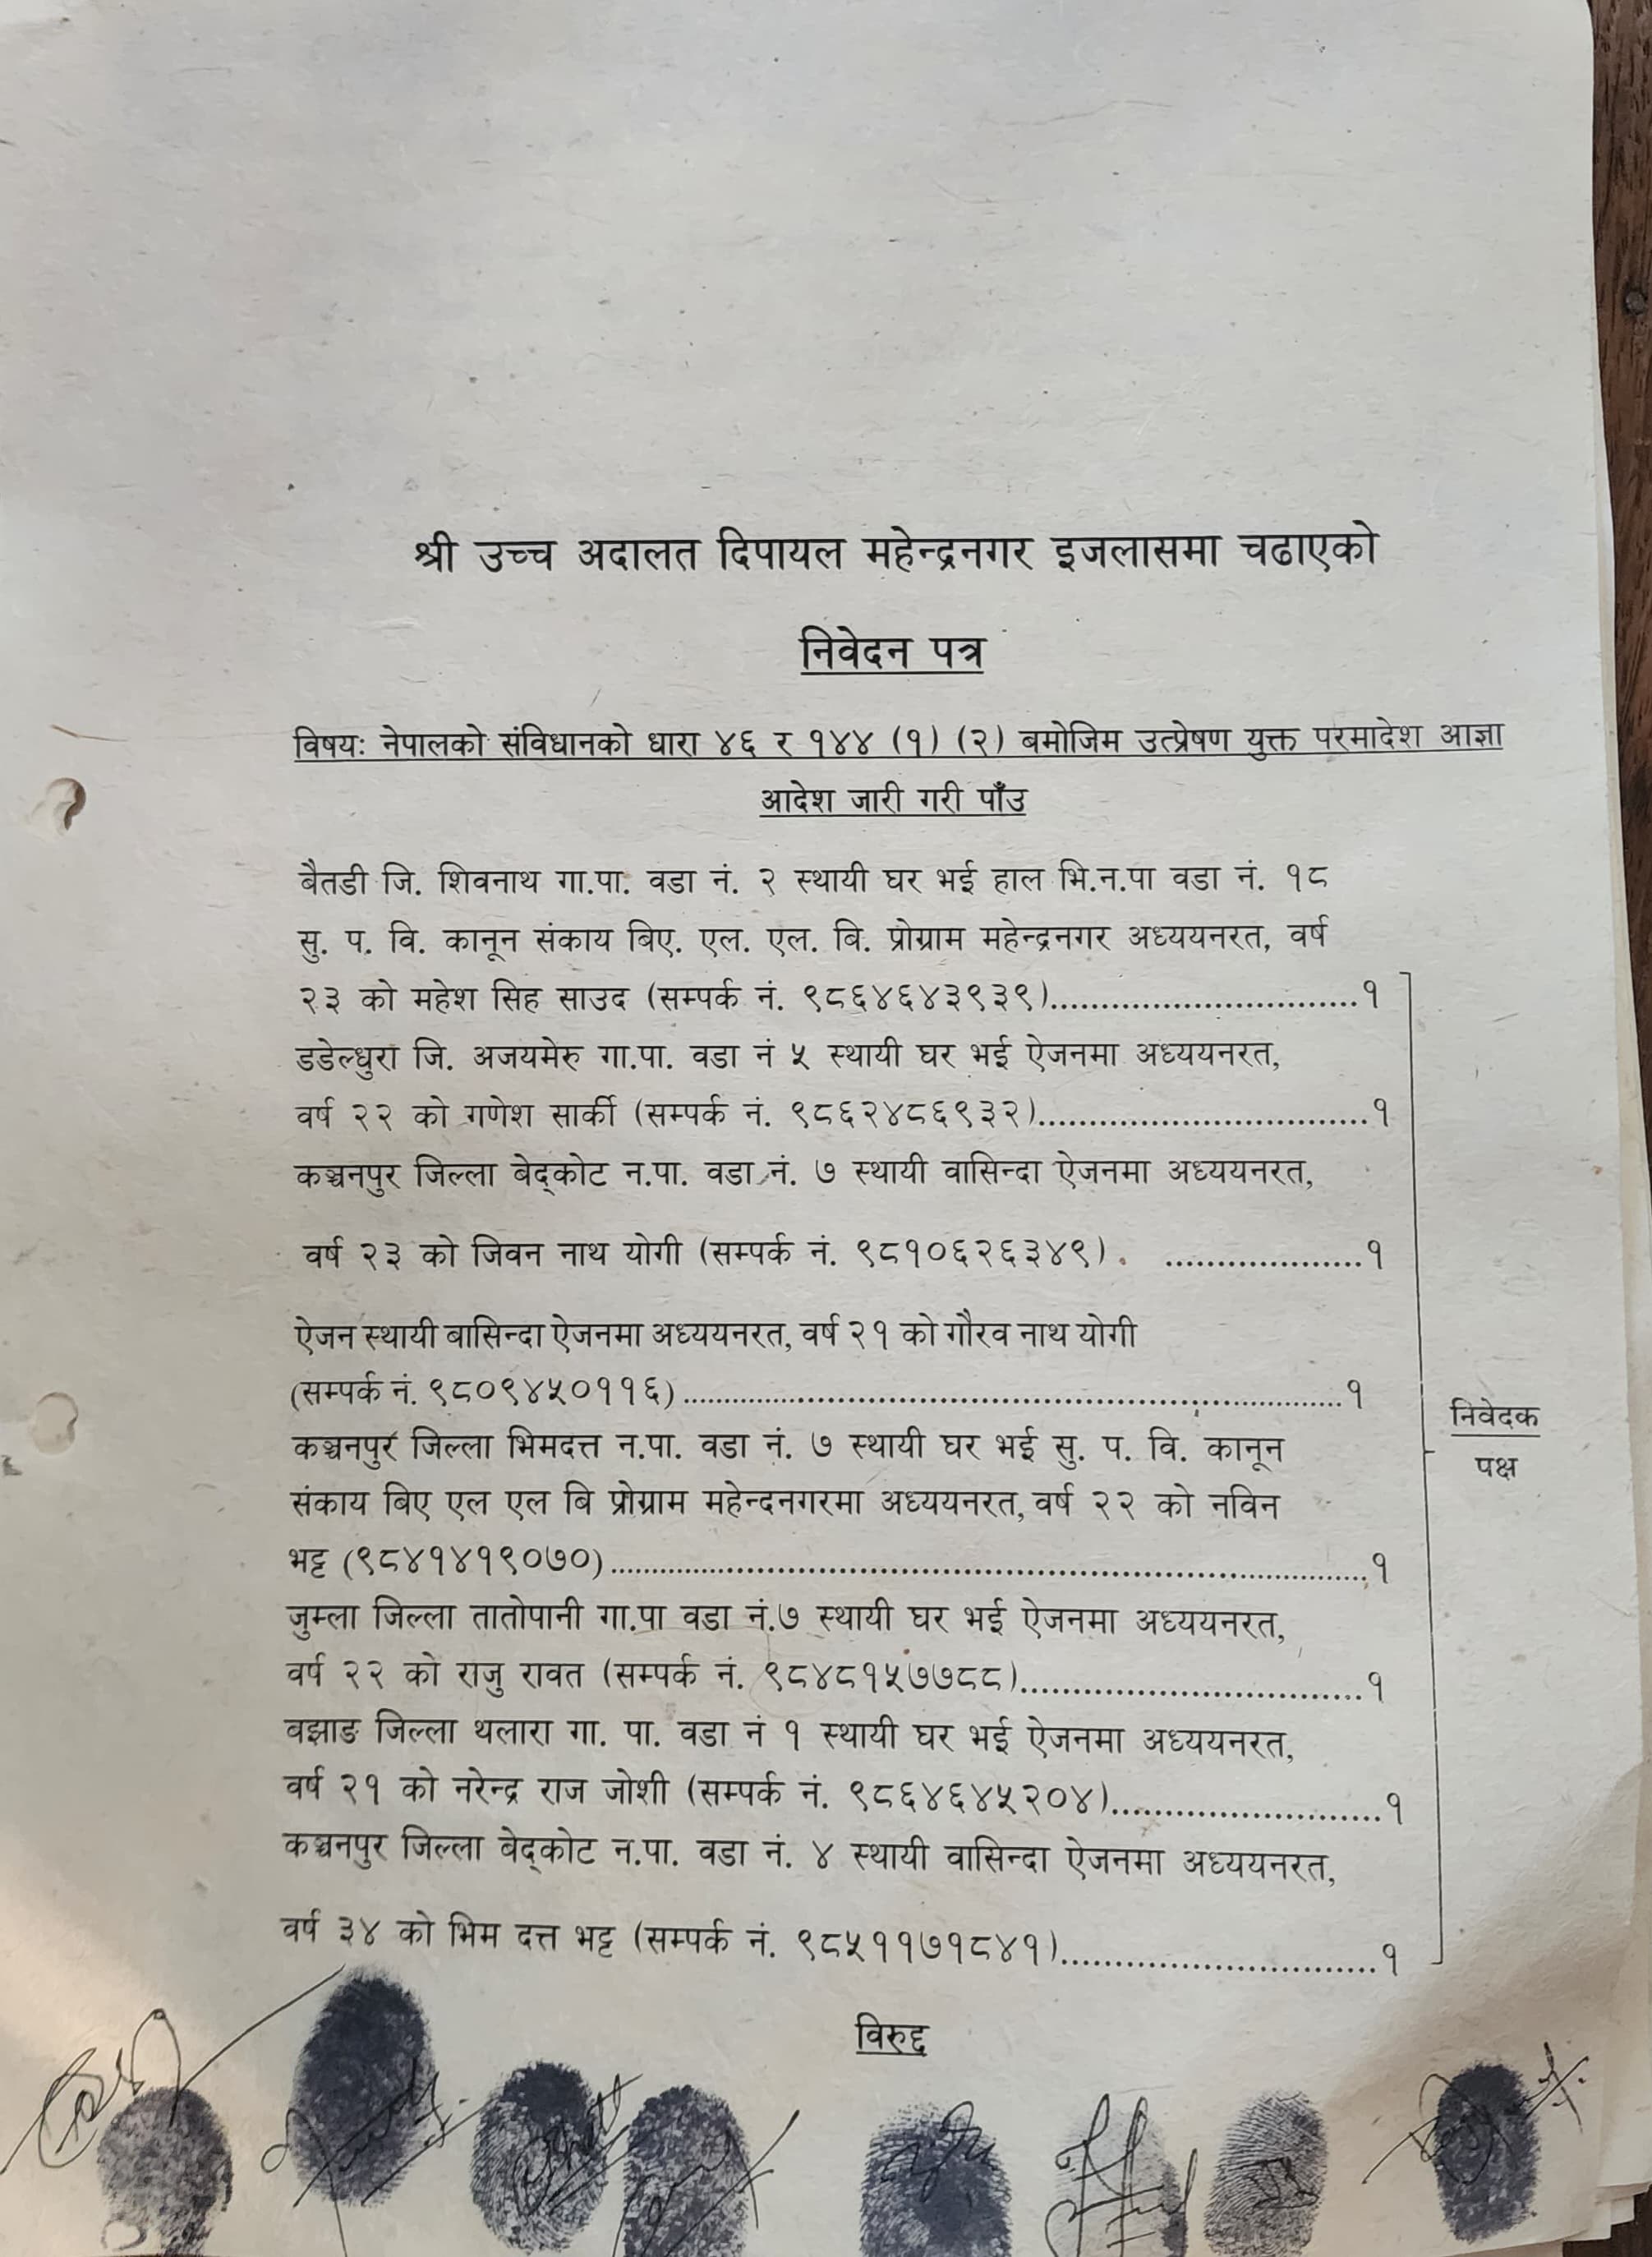 श्री उच्च अदालत दिपायल महेन्द्रनगर इजलासमा चढाएको
निवेदन पत्र
विषयः नेपालको संविधानको धारा ४६ र १४४ (१) (२) बमोजिम उत्प्रेषण युक्त परमादेश आज्ञा
आदेश जारी गरी पाँउ
बैतडी जि. शिवनाथ गा.पा. वडा नं. २ स्थायी घर भई हाल भि.न.पा वडा नं. १८
सु. प. वि. कानून संकाय बिए. एल. एल. बि. प्रोग्राम महेन्द्रनगर अध्ययनरत, वर्ष
२३ को महेश सिह साउद (सम्पर्क नं. ९८६४६४३९३९)..............................१
डडेल्धुरा जि. अजयमेरु गा.पा. वडा नं ५ स्थायी घर भई ऐजनमा अध्ययनरत,
वर्ष २२ को गणेश सार्की (सम्पर्क नं. ९८६२४८६९३२)................................१
कञ्चनपुर जिल्ला बेद्कोट न.पा. वडा नं. ७ स्थायी वासिन्दा ऐजनमा अध्ययनरत,
वर्ष २३ को जिवन नाथ योगी (सम्पर्क नं. ९८१०६२६३४९). ....................१
ऐजन स्थायी बासिन्दा ऐजनमा अध्ययनरत, वर्ष २१ को गौरव नाथ योगी
(सम्पर्क नं. ९८०९४५०११६)..................................................................१
कञ्चनपुर जिल्ला भिमदत्त न.पा. वडा नं. ७ स्थायी घर भई सु. प. वि. कानून
संकाय बिए एल एल बि प्रोग्राम महेन्दनगरमा अध्ययनरत, वर्ष २२ को नविन
भट्ट (९८४१४१९०७०)............................................................................१
जुम्ला जिल्ला तातोपानी गा.पा वडा नं.७ स्थायी घर भई ऐजनमा अध्ययनरत,
वर्ष २२ को राजु रावत (सम्पर्क नं. ९८४८१५७७८८)..................................१
बझाङ जिल्ला थलारा गा. पा. वडा नं १ स्थायी घर भई ऐजनमा अध्ययनरत,
वर्ष २१ को नरेन्द्र राज जोशी (सम्पर्क नं. ९८६४६४५२०४)..........................१
कञ्चनपुर जिल्ला बेद्कोट न.पा. वडा नं. ४ स्थायी वासिन्दा ऐजनमा अध्ययनरत,
वर्ष ३४ को भिम दत्त भट्ट (सम्पर्क नं. ९८५११७१८४१)..............................१
निवेदक
पक्ष
विरुद्द